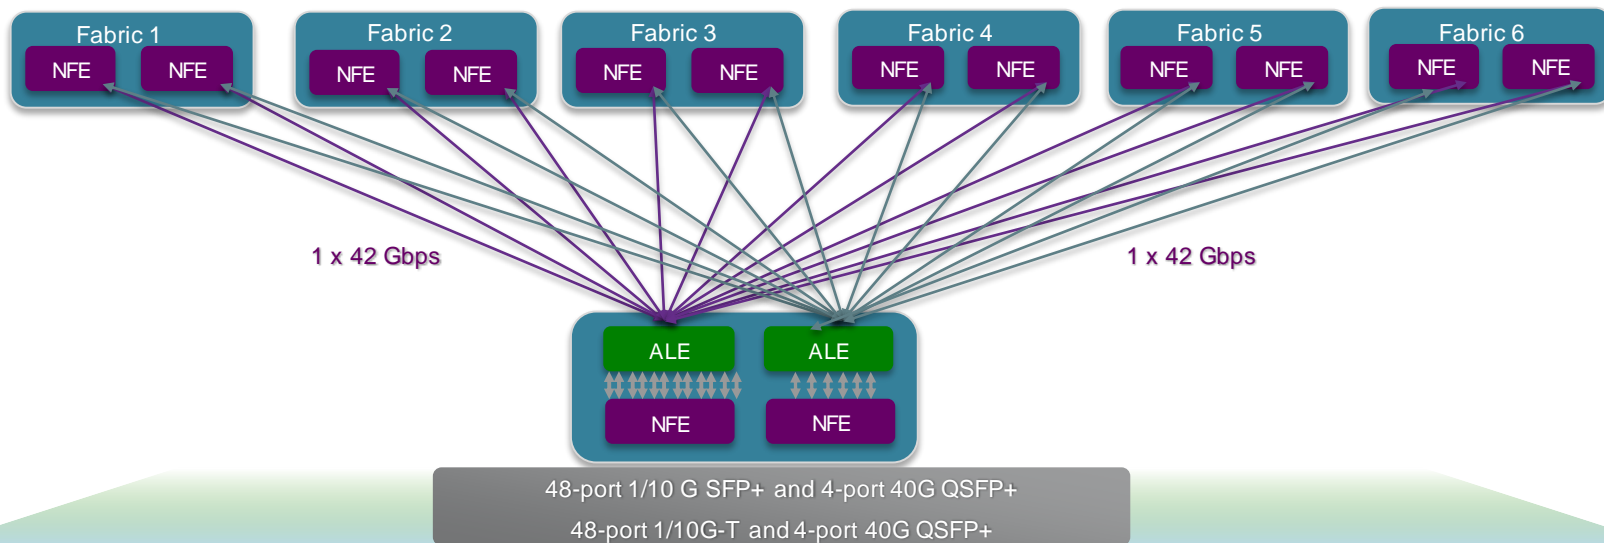 Fabric 1
Fabric 2
Fabric 3
Fabric 4
Fabric 5
Fabric 6
NFE
NFE
NFE
NFE
NFE
NFE
NFE
NFE
NFE
NFE
NFE
NFE
1 x 42 Gbps
1 x 42 Gbps
ALE
ALE
NFE
NFE
48-port 1/10 G SFP+ and 4-port 40G QSFP+
48-port 1/10G-T and 4-port 40G QSFP+